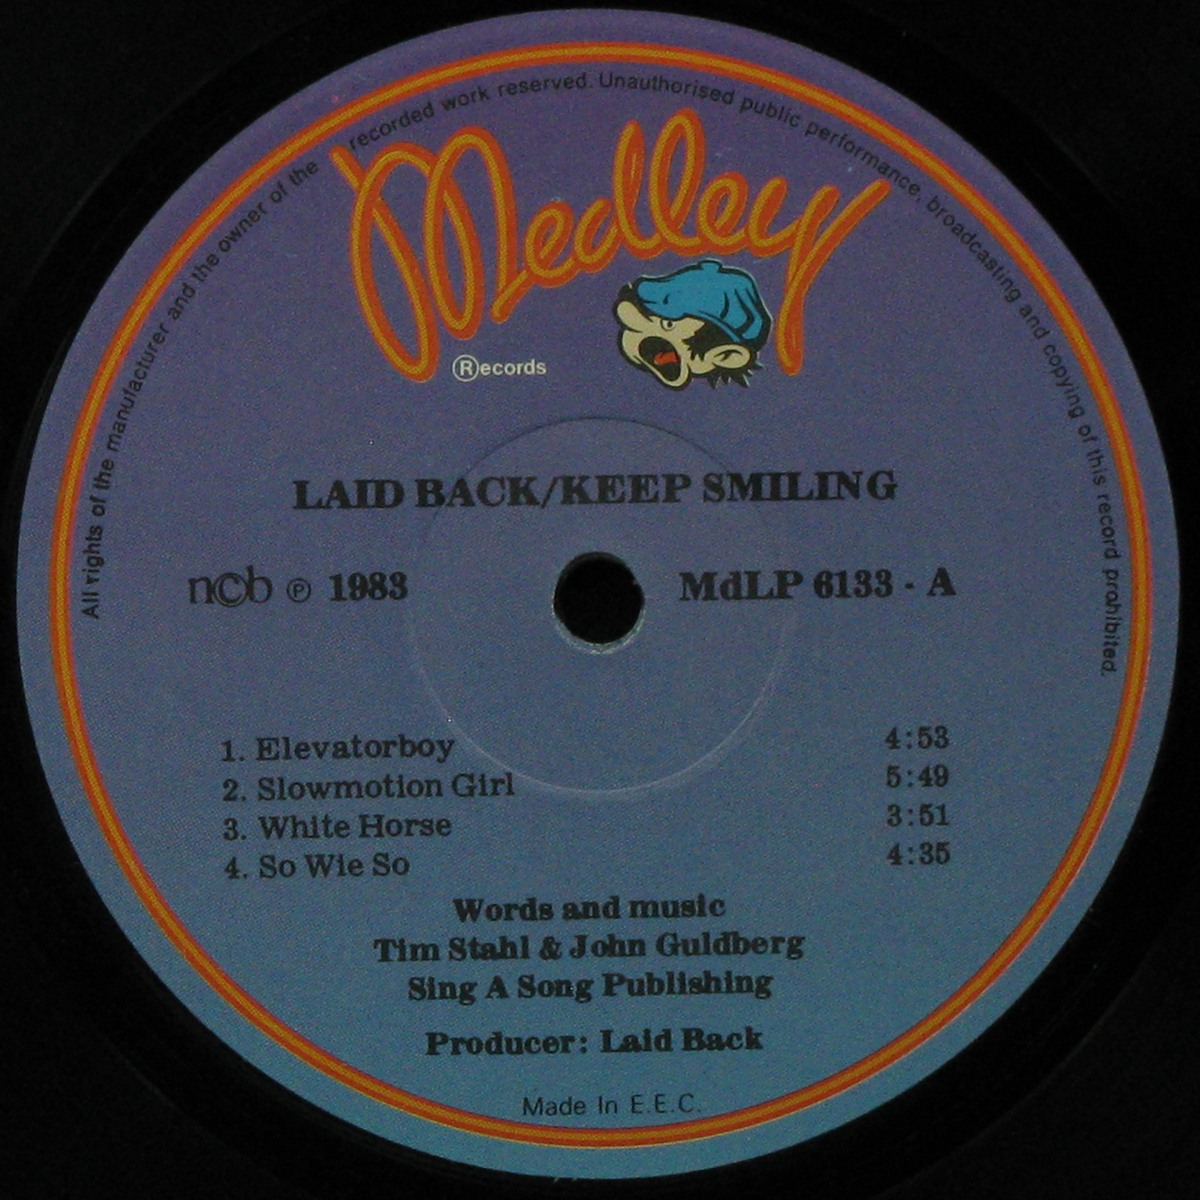 All rights of the manufacturer and the owner of the recorded work reserved. Unauthorised public performance, broadcasting and copying of this record prohibited.
Medley
Records
LAID BACK/KEEP SMILING
ncb ℗ 1983 MdLP 6133 - A
1. Elevatorboy 4:53
2. Slowmotion Girl 5:49
3. White Horse 3:51
4. So Wie So 4:35
Words and music
Tim Stahl & John Guldberg
Sing A Song Publishing
Producer: Laid Back
Made In E.E.C.